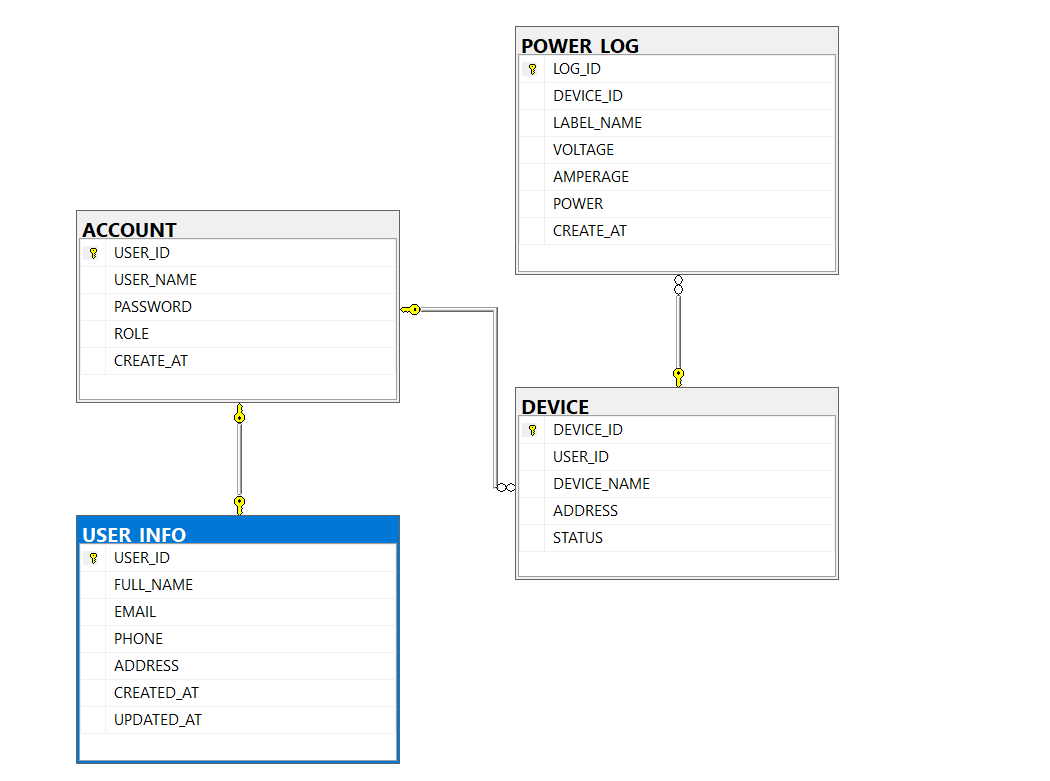 POWER_LOG
LOG_ID
DEVICE_ID
LABEL_NAME
VOLTAGE
AMPERAGE
POWER
CREATE_AT
ACCOUNT
USER_ID
USER_NAME
PASSWORD
ROLE
CREATE_AT
DEVICE
DEVICE_ID
USER_ID
DEVICE_NAME
ADDRESS
STATUS
USER_INFO
USER_ID
FULL_NAME
EMAIL
PHONE
ADDRESS
CREATED_AT
UPDATED_AT